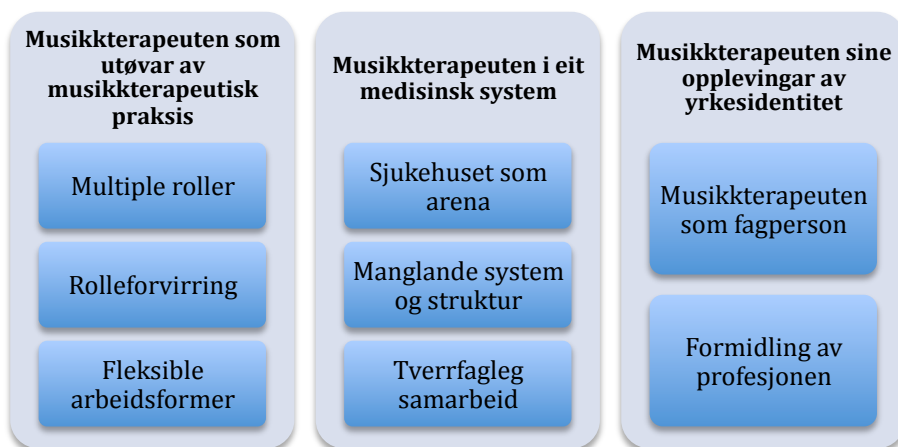 Musikkterapeuten som
utøvar av
musikkterapeutisk
praksis
Multiple roller
Rolleforvirring
Fleksible
arbeidsformer
Musikkterapeuten i eit
medisinsk system
Sjukehuset som
arena
Manglande system
og struktur
Tverrfagleg
samarbeid
Musikkterapeuten sine
opplevingar av
yrkesidentitet
Musikkterapeuten
som fagperson
Formidling av
profesjonen